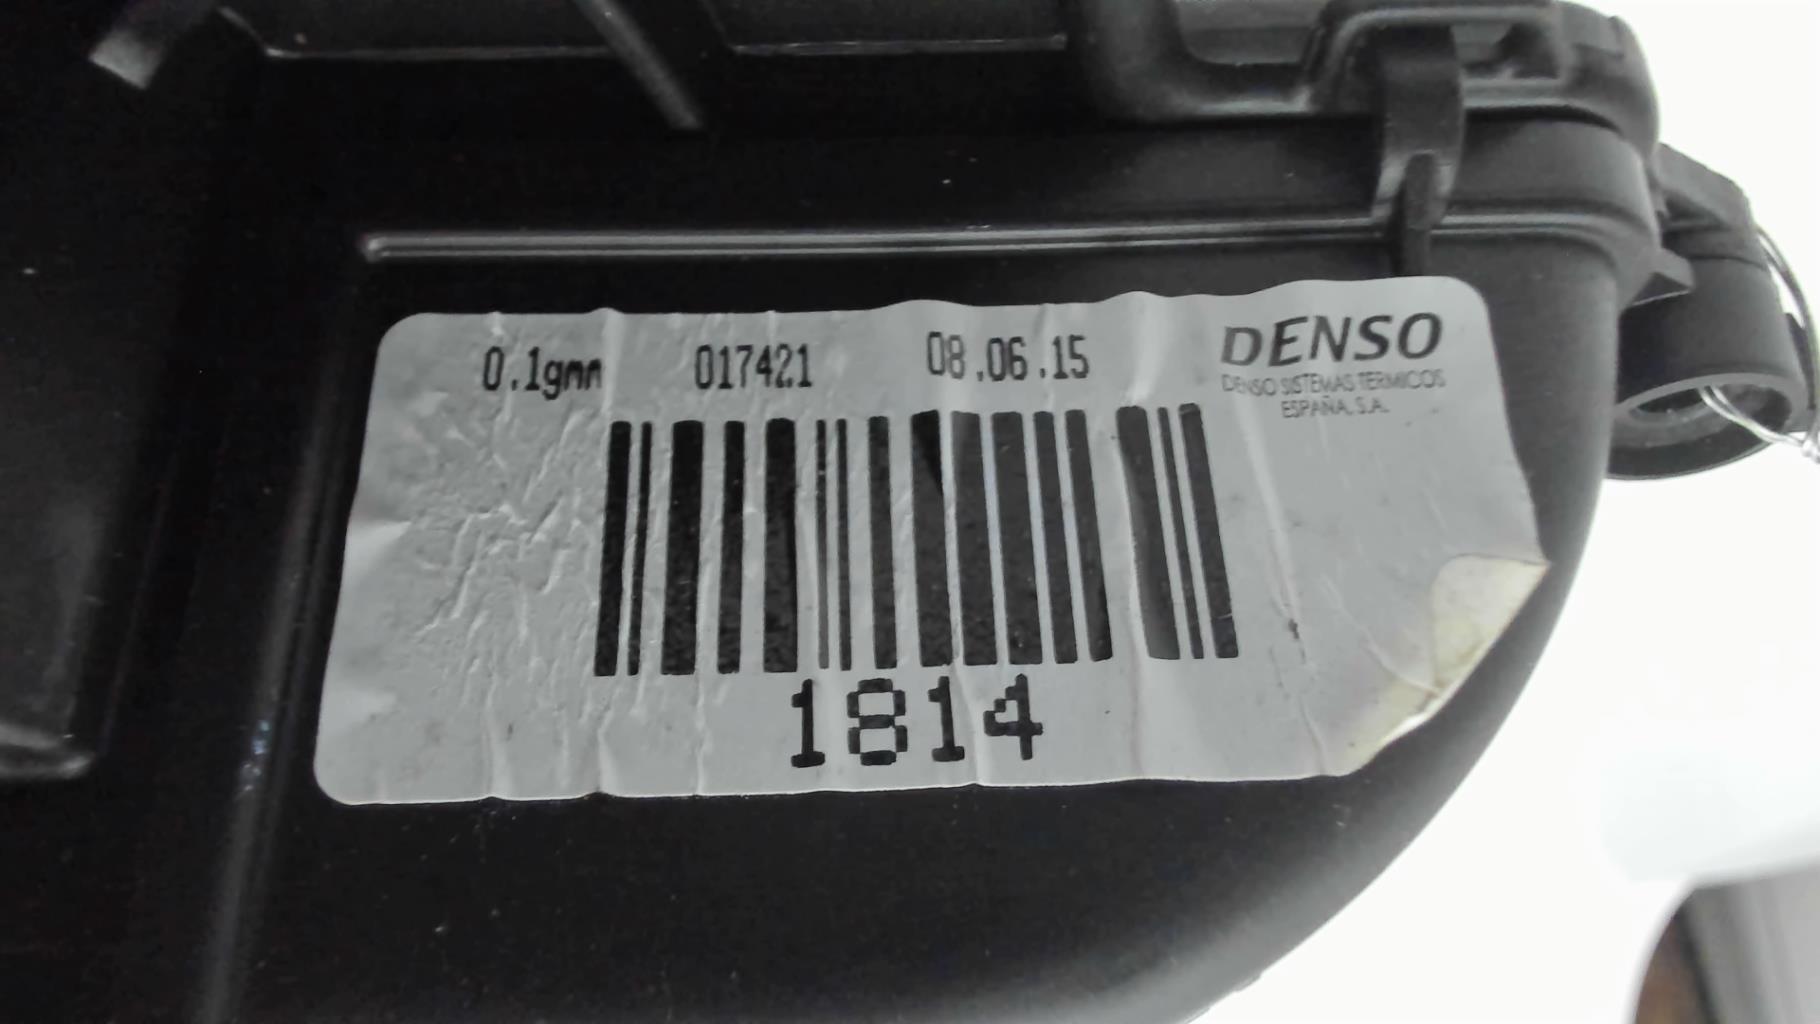 0.1gmm 017421 08.06.15
DENSO
DENSO SISTEMAS TERMICOS
ESPAÑA, S.A.
1814